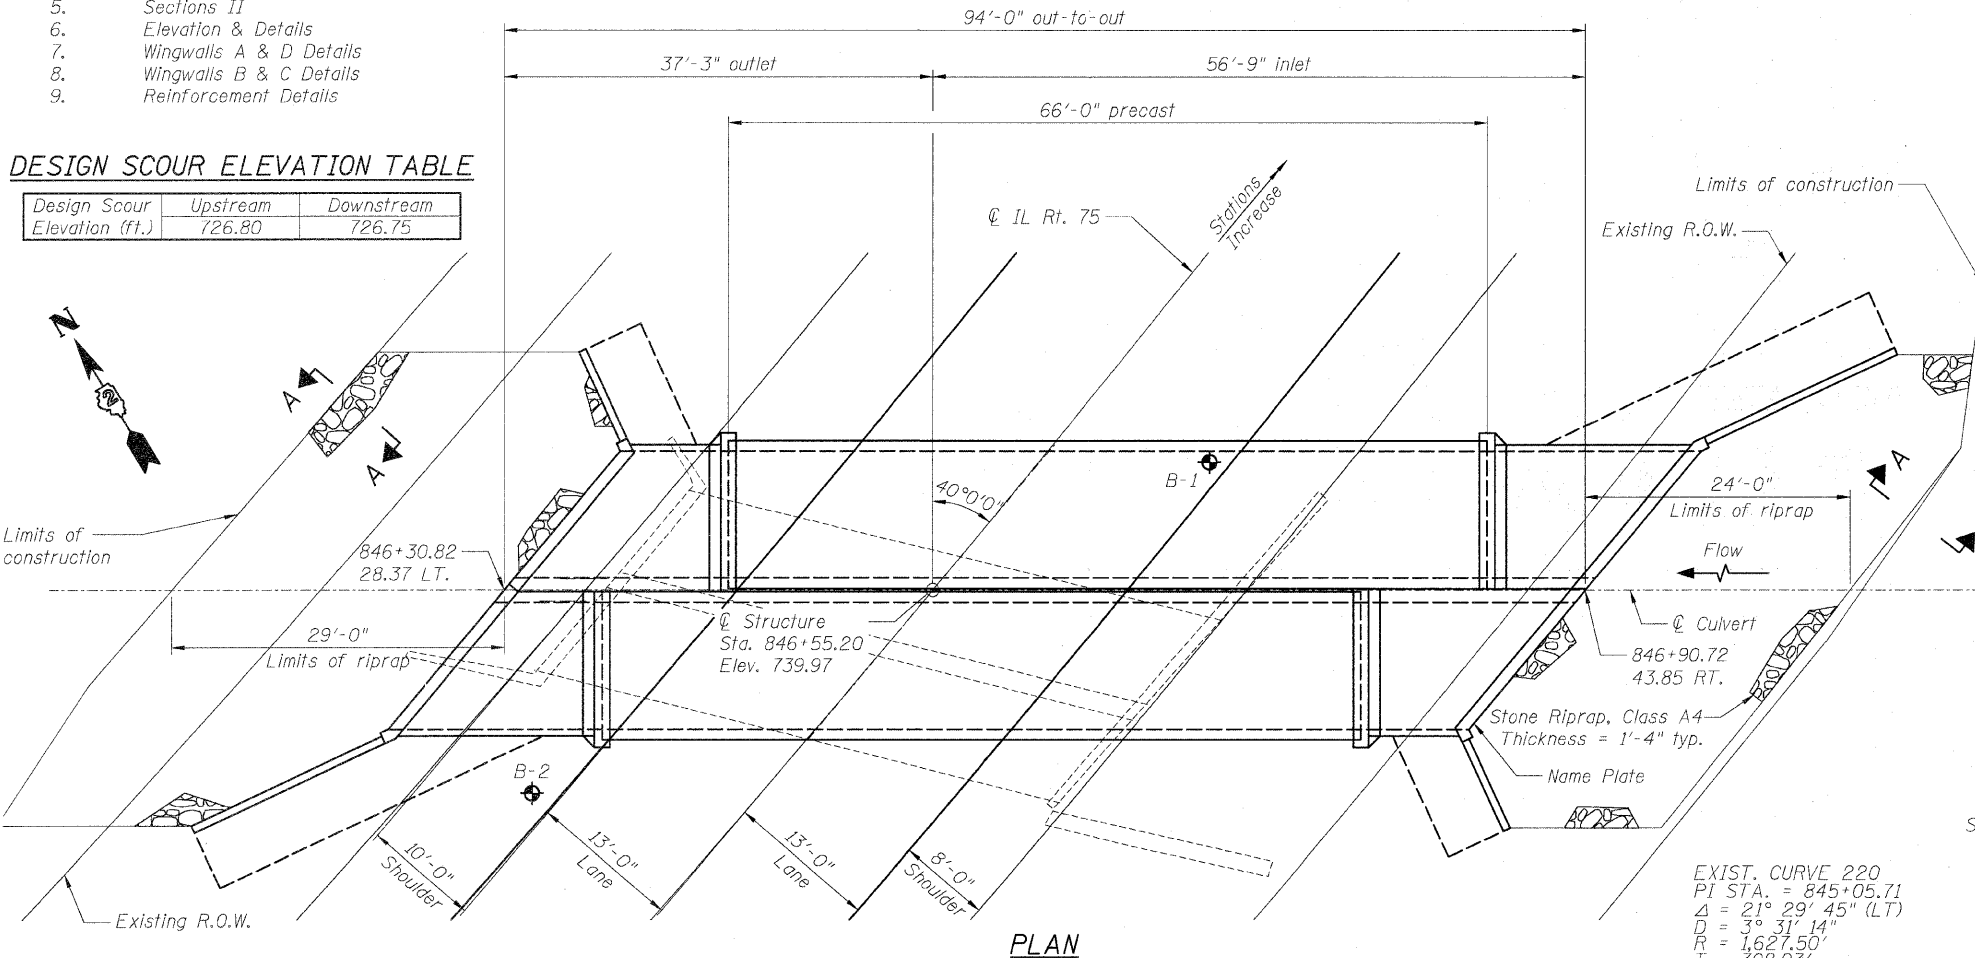 5. Sections II
6. Elevation & Details
7. Wingwalls A & D Details
8. Wingwalls B & C Details
9. Reinforcement Details
94'-0" out-to-out
37'-3" outlet
56'-9" inlet
66'-0" precast
DESIGN SCOUR ELEVATION TABLE
Design Scour Upstream Downstream
Elevation (ft.) 726.80 726.75
℄ IL Rt. 75
Stations
Increase
Limits of construction
Existing R.O.W.
N
2
A
A
B-1
40°0'0"
A
24'-0"
Limits of riprap
Flow
Limits of
construction
846+30.82
28.37 LT.
29'-0"
Limits of riprap
℄ Structure
Sta. 846+55.20
Elev. 739.97
℄ Culvert
846+90.72
43.85 RT.
Stone Riprap, Class A4
Thickness = 1'-4" typ.
Name Plate
B-2
10'-0"
Shoulder
13'-0"
Lane
13'-0"
Lane
8'-0"
Shoulder
Existing R.O.W.
PLAN
EXIST. CURVE 220
PI STA. = 845+05.71
Δ = 21° 29' 45" (LT)
D = 3° 31' 14"
R = 1,627.50'